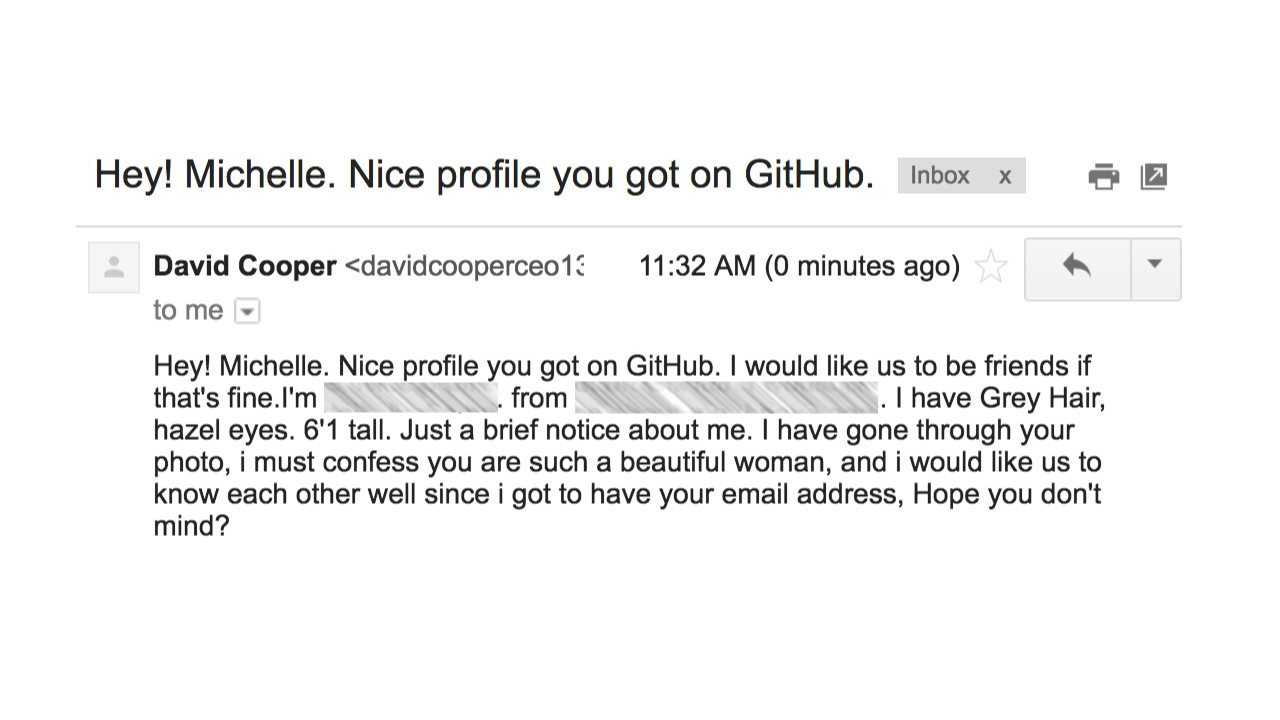 Hey! Michelle. Nice profile you got on GitHub. Inbox x
David Cooper <davidcooperceo13 11:32 AM (0 minutes ago)
to me
Hey! Michelle. Nice profile you got on GitHub. I would like us to be friends if
that's fine.I'm . from . I have Grey Hair,
hazel eyes. 6'1 tall. Just a brief notice about me. I have gone through your
photo, i must confess you are such a beautiful woman, and i would like us to
know each other well since i got to have your email address, Hope you don't
mind?